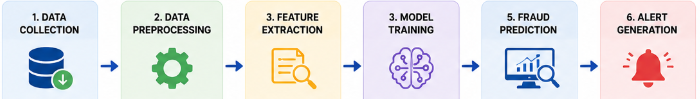 1. DATA
COLLECTION
2. DATA
PREPROCESSING
3. FEATURE
EXTRACTION
3. MODEL
TRAINING
5. FRAUD
PREDICTION
6. ALERT
GENERATION